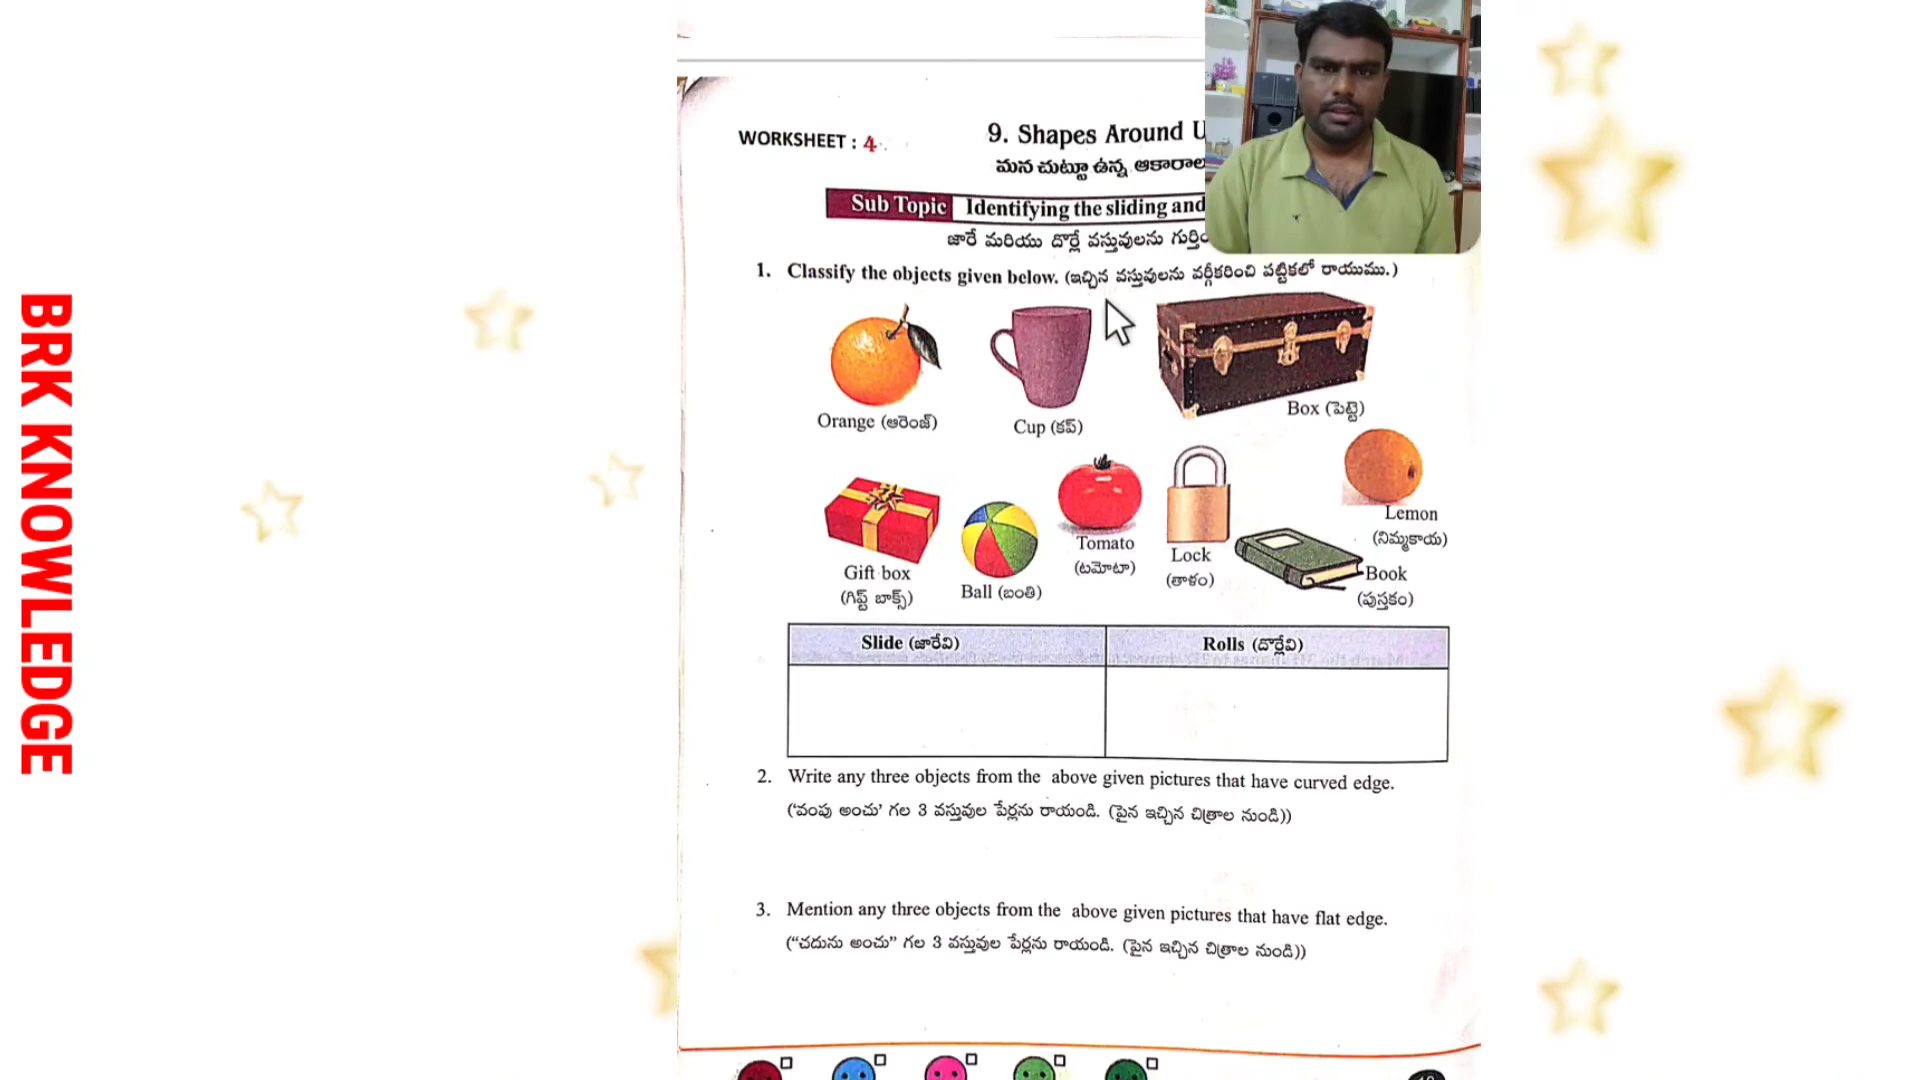 BRK KNOWLEDGE
WORKSHEET : 4
9. Shapes Around U
మన చుట్టూ ఉన్న ఆకారాల
Sub Topic Identifying the sliding and
జారే మరియు దొర్లే వస్తువులను గుర్తిం
1. Classify the objects given below. (ఇచ్చిన వస్తువులను వర్గీకరించి పట్టికలో రాయుము.)
Orange (ఆరెంజ్)
Cup (కప్)
Box (పెట్టె)
Gift box
(గిఫ్ట్ బాక్స్)
Ball (బంతి)
Tomato
(టమోటా)
Lock
(తాళం)
Lemon
(నిమ్మకాయ)
Book
(పుస్తకం)
Slide (జారేవి) Rolls (దొర్లేవి)
2. Write any three objects from the above given pictures that have curved edge.
('వంపు అంచు' గల 3 వస్తువుల పేర్లను రాయండి. (పైన ఇచ్చిన చిత్రాల నుండి))
3. Mention any three objects from the above given pictures that have flat edge.
("చదును అంచు" గల 3 వస్తువుల పేర్లను రాయండి. (పైన ఇచ్చిన చిత్రాల నుండి))